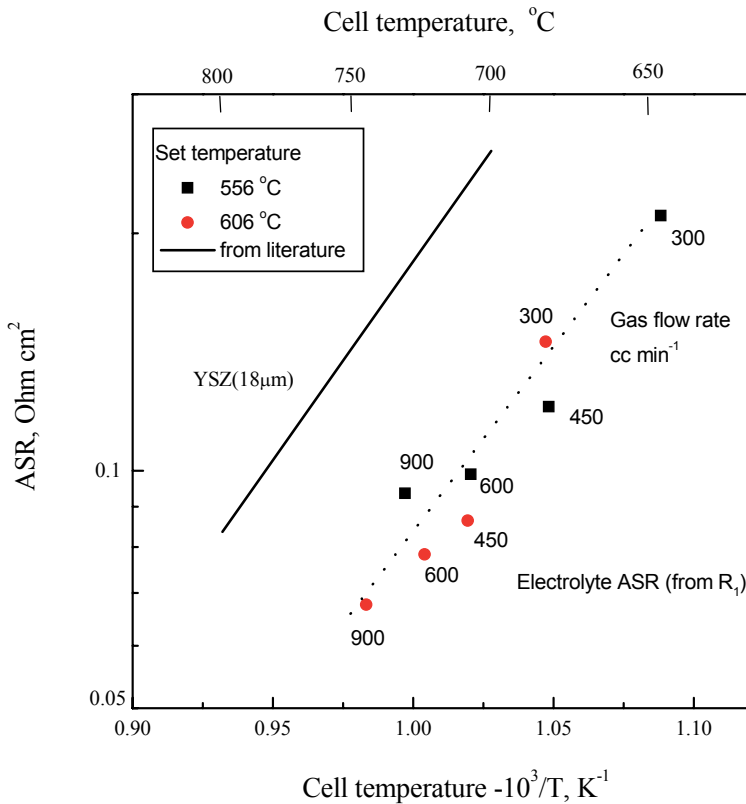 Cell temperature, °C
800
750
700
650
Set temperature
556 °C
606 °C
from literature
300
300
Gas flow rate
cc min⁻¹
YSZ(18μm)
450
900
600
0.1
450
600
Electrolyte ASR (from R₁)
900
0.05
0.90
0.95
1.00
1.05
1.10
ASR, Ohm cm²
Cell temperature -10³/T, K⁻¹